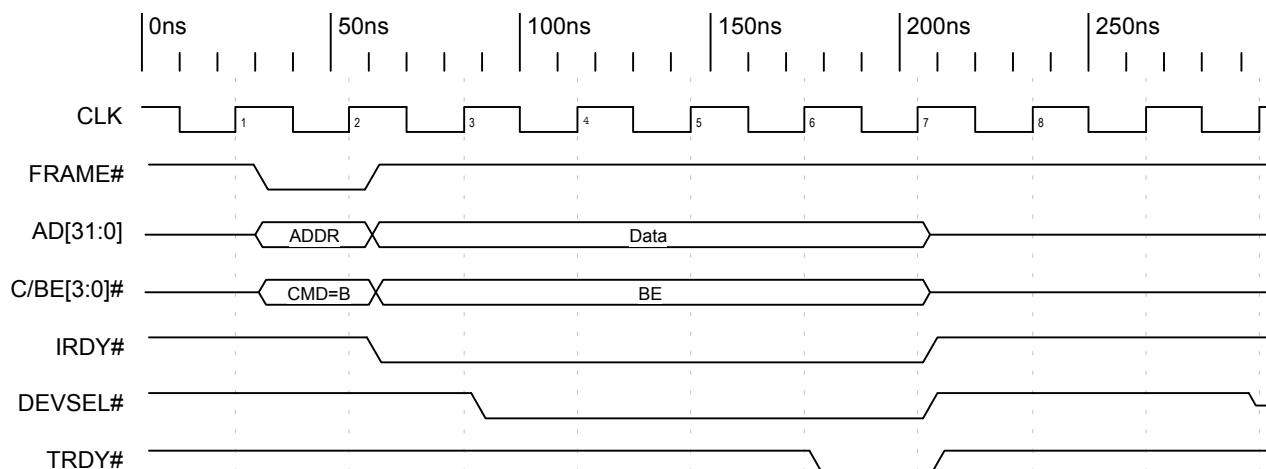 0ns 50ns 100ns 150ns 200ns 250ns
CLK 1 2 3 4 5 6 7 8
FRAME#
AD[31:0] ADDR Data
C/BE[3:0]# CMD=B BE
IRDY#
DEVSEL#
TRDY#